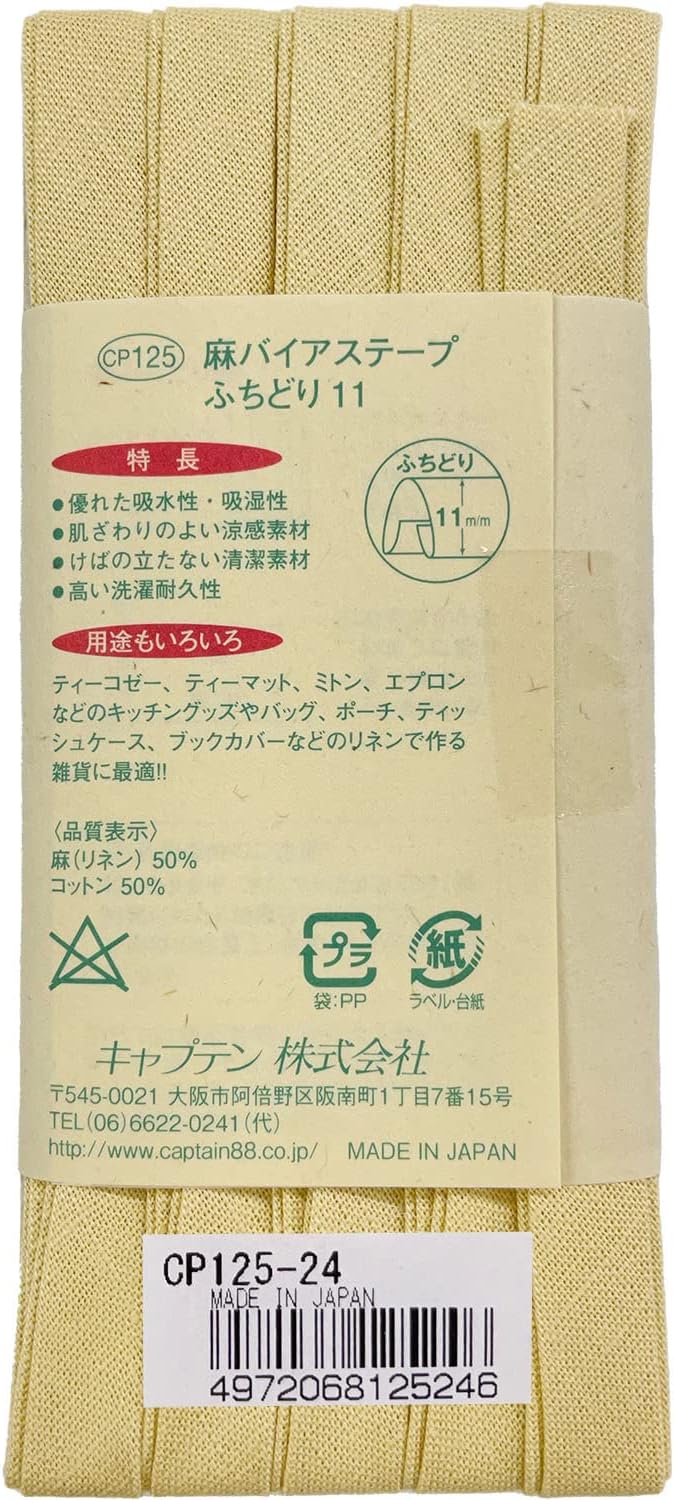 CP125 麻バイアステープ
ふちどり 11
特長
●優れた吸水性・吸湿性
●肌ざわりのよい涼感素材
●けばの立たない清潔素材
●高い洗濯耐久性
ふちどり
11m/m
用途もいろいろ
ティーコゼー、ティーマット、ミトン、エプロン
などのキッチングッズやバッグ、ポーチ、ティッ
シュケース、ブックカバーなどのリネンで作る
雑貨に最適!!
〈品質表示〉
麻(リネン) 50%
コットン 50%
プラ
袋:PP
紙
ラベル・台紙
キャプテン 株式会社
〒545-0021 大阪市阿倍野区阪南町1丁目7番15号
TEL(06)6622-0241(代)
http://www.captain88.co.jp/ MADE IN JAPAN
CP125-24
MADE IN JAPAN
4972068125246